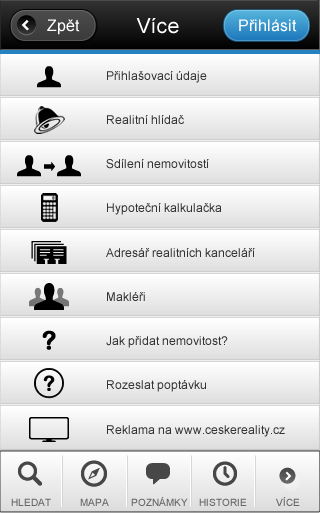 Zpět
Více
Přihlásit
Přihlašovací údaje
Realitní hlídač
Sdílení nemovitostí
Hypoteční kalkulačka
Adresář realitních kanceláří
Makléři
Jak přidat nemovitost?
Rozeslat poptávku
Reklama na www.ceskereality.cz
HLEDAT
MAPA
POZNÁMKY
HISTORIE
VÍCE